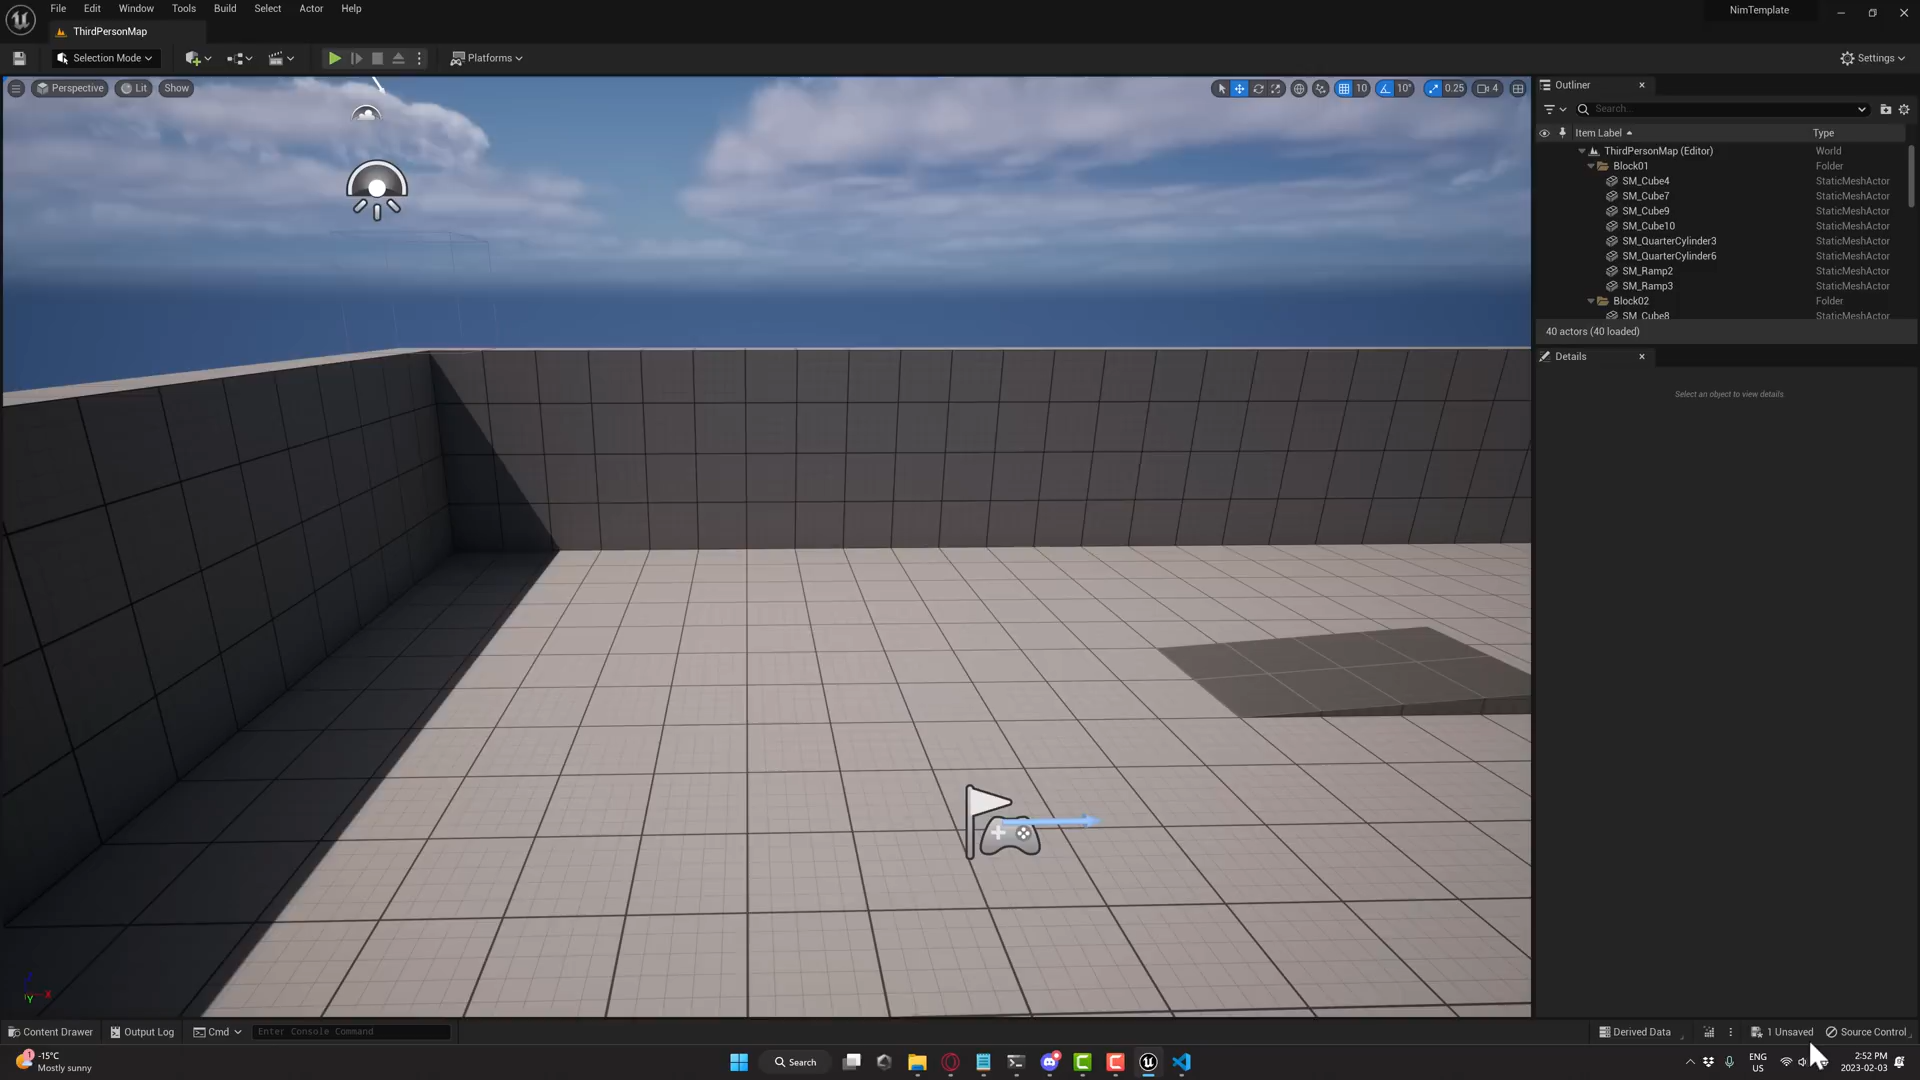 File Edit Window Tools Build Select Actor Help
NimTemplate
ThirdPersonMap
Selection Mode
Platforms
Settings
Perspective Lit Show
10 10° 0.25 4
Outliner
Search...
Item Label Type
ThirdPersonMap (Editor) World
Block01 Folder
SM_Cube4 StaticMeshActor
SM_Cube7 StaticMeshActor
SM_Cube9 StaticMeshActor
SM_Cube10 StaticMeshActor
SM_QuarterCylinder3 StaticMeshActor
SM_QuarterCylinder6 StaticMeshActor
SM_Ramp2 StaticMeshActor
SM_Ramp3 StaticMeshActor
Block02 Folder
SM_Cube8 StaticMeshActor
40 actors (40 loaded)
Details
Select an object to view details
X
Y
Content Drawer Output Log Cmd Enter Console Command
Derived Data 1 Unsaved Source Control
1
-15°C
Mostly sunny
Search
ENG
US
2:52 PM
2023-02-03